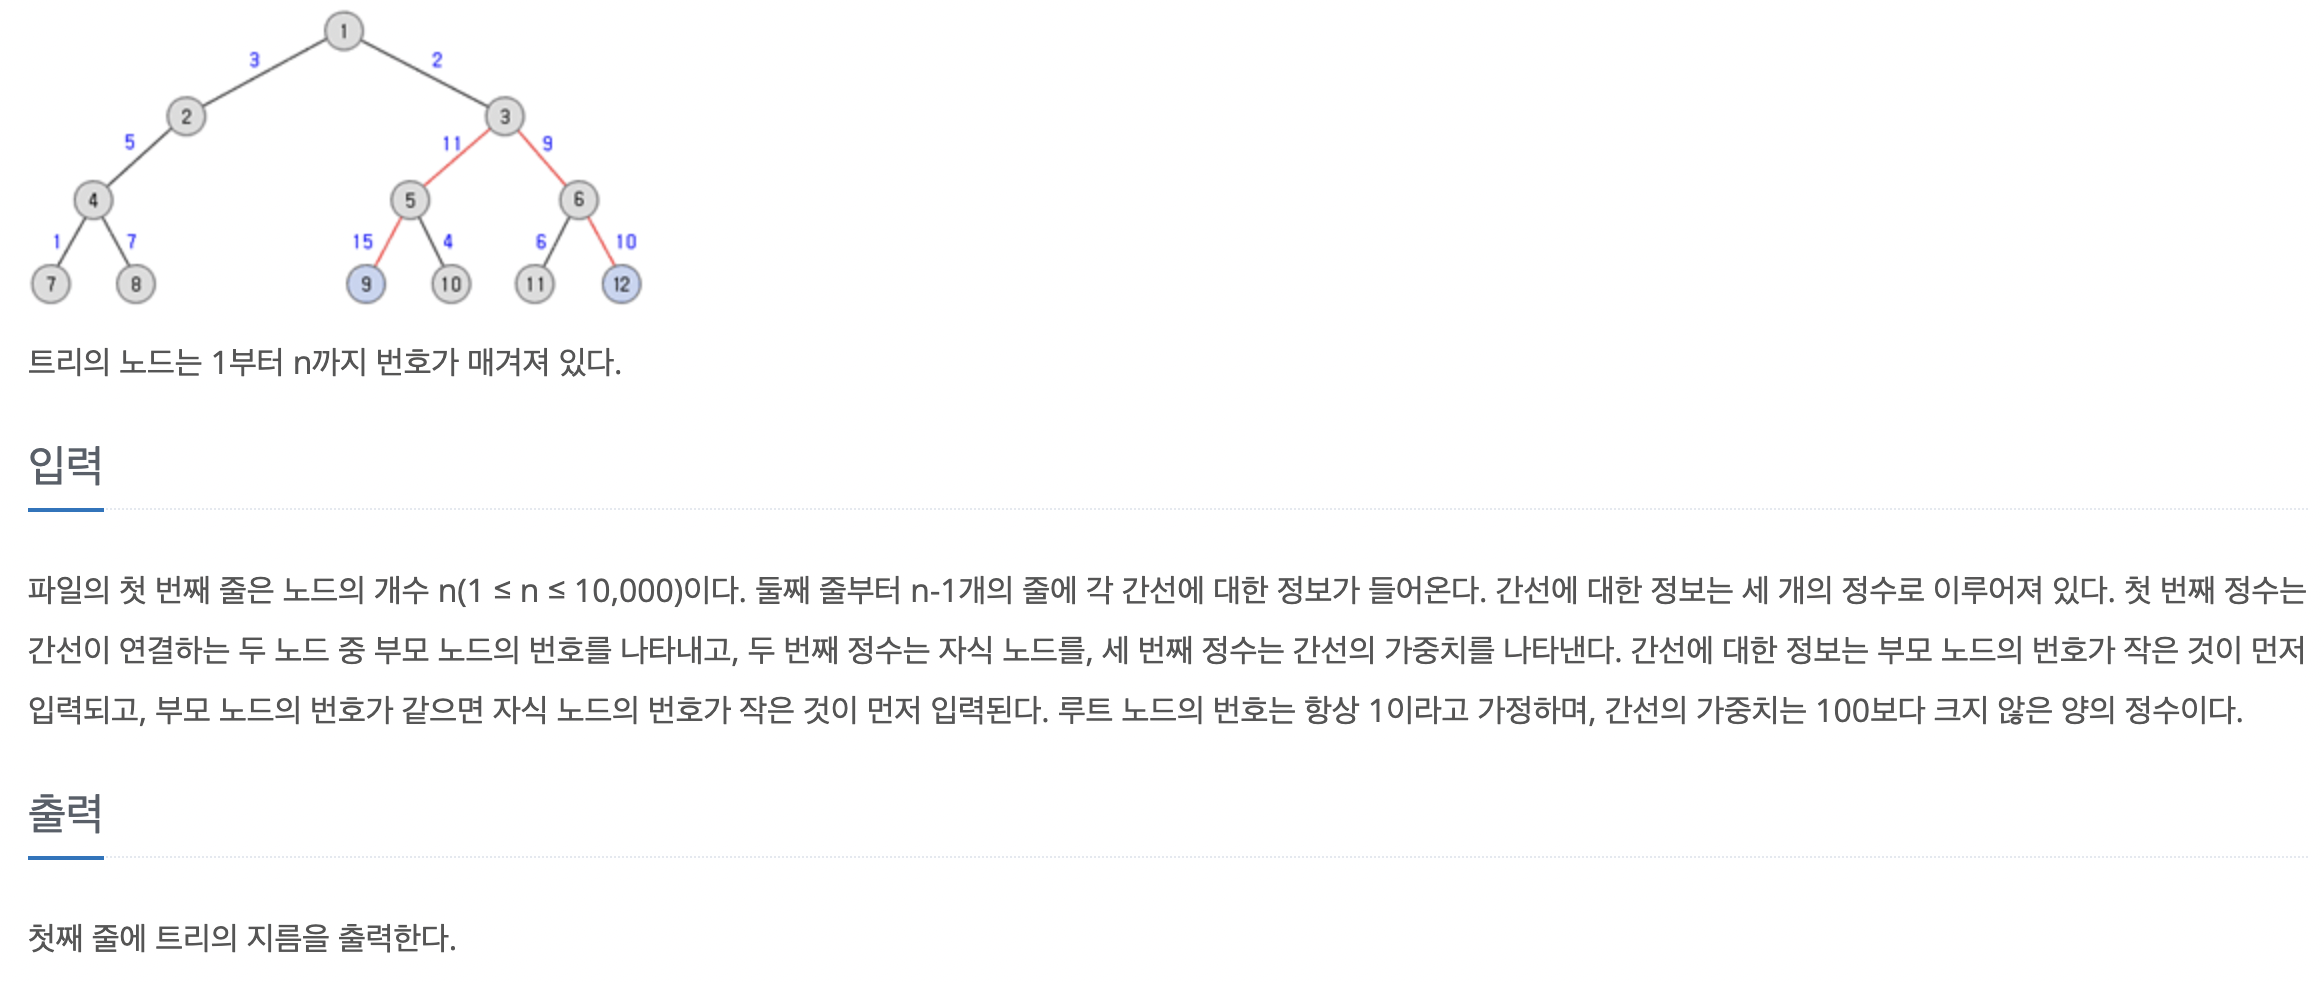 1
3 2
2 3
5 11 9
4 5 6
1 7 15 4 6 10
7 8 9 10 11 12
트리의 노드는 1부터 n까지 번호가 매겨져 있다.
입력
파일의 첫 번째 줄은 노드의 개수 n(1 ≤ n ≤ 10,000)이다. 둘째 줄부터 n-1개의 줄에 각 간선에 대한 정보가 들어온다. 간선에 대한 정보는 세 개의 정수로 이루어져 있다. 첫 번째 정수는
간선이 연결하는 두 노드 중 부모 노드의 번호를 나타내고, 두 번째 정수는 자식 노드를, 세 번째 정수는 간선의 가중치를 나타낸다. 간선에 대한 정보는 부모 노드의 번호가 작은 것이 먼저
입력되고, 부모 노드의 번호가 같으면 자식 노드의 번호가 작은 것이 먼저 입력된다. 루트 노드의 번호는 항상 1이라고 가정하며, 간선의 가중치는 100보다 크지 않은 양의 정수이다.
출력
첫째 줄에 트리의 지름을 출력한다.